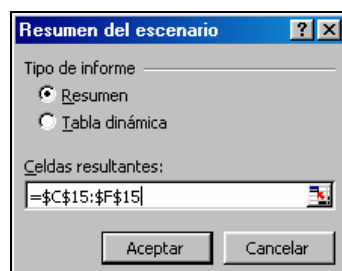 Resumen del escenario
Tipo de informe
Resumen
Tabla dinámica
Celdas resultantes:
=$C$15:$F$15
Aceptar
Cancelar